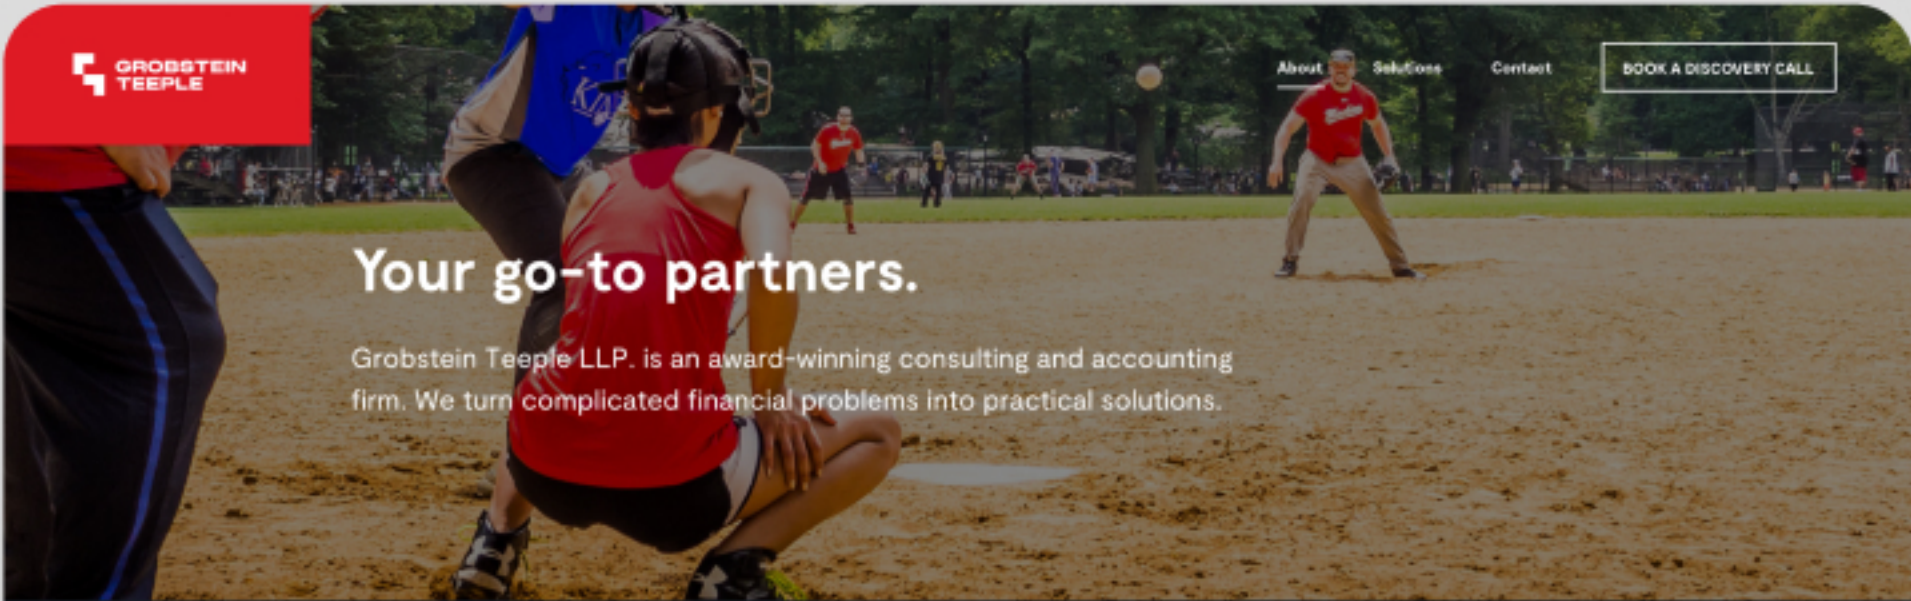 GROBSTEIN
TEEPLE
About Solutions Contact BOOK A DISCOVERY CALL
Your go-to partners.
Grobstein Teeple LLP. is an award-winning consulting and accounting
firm. We turn complicated financial problems into practical solutions.